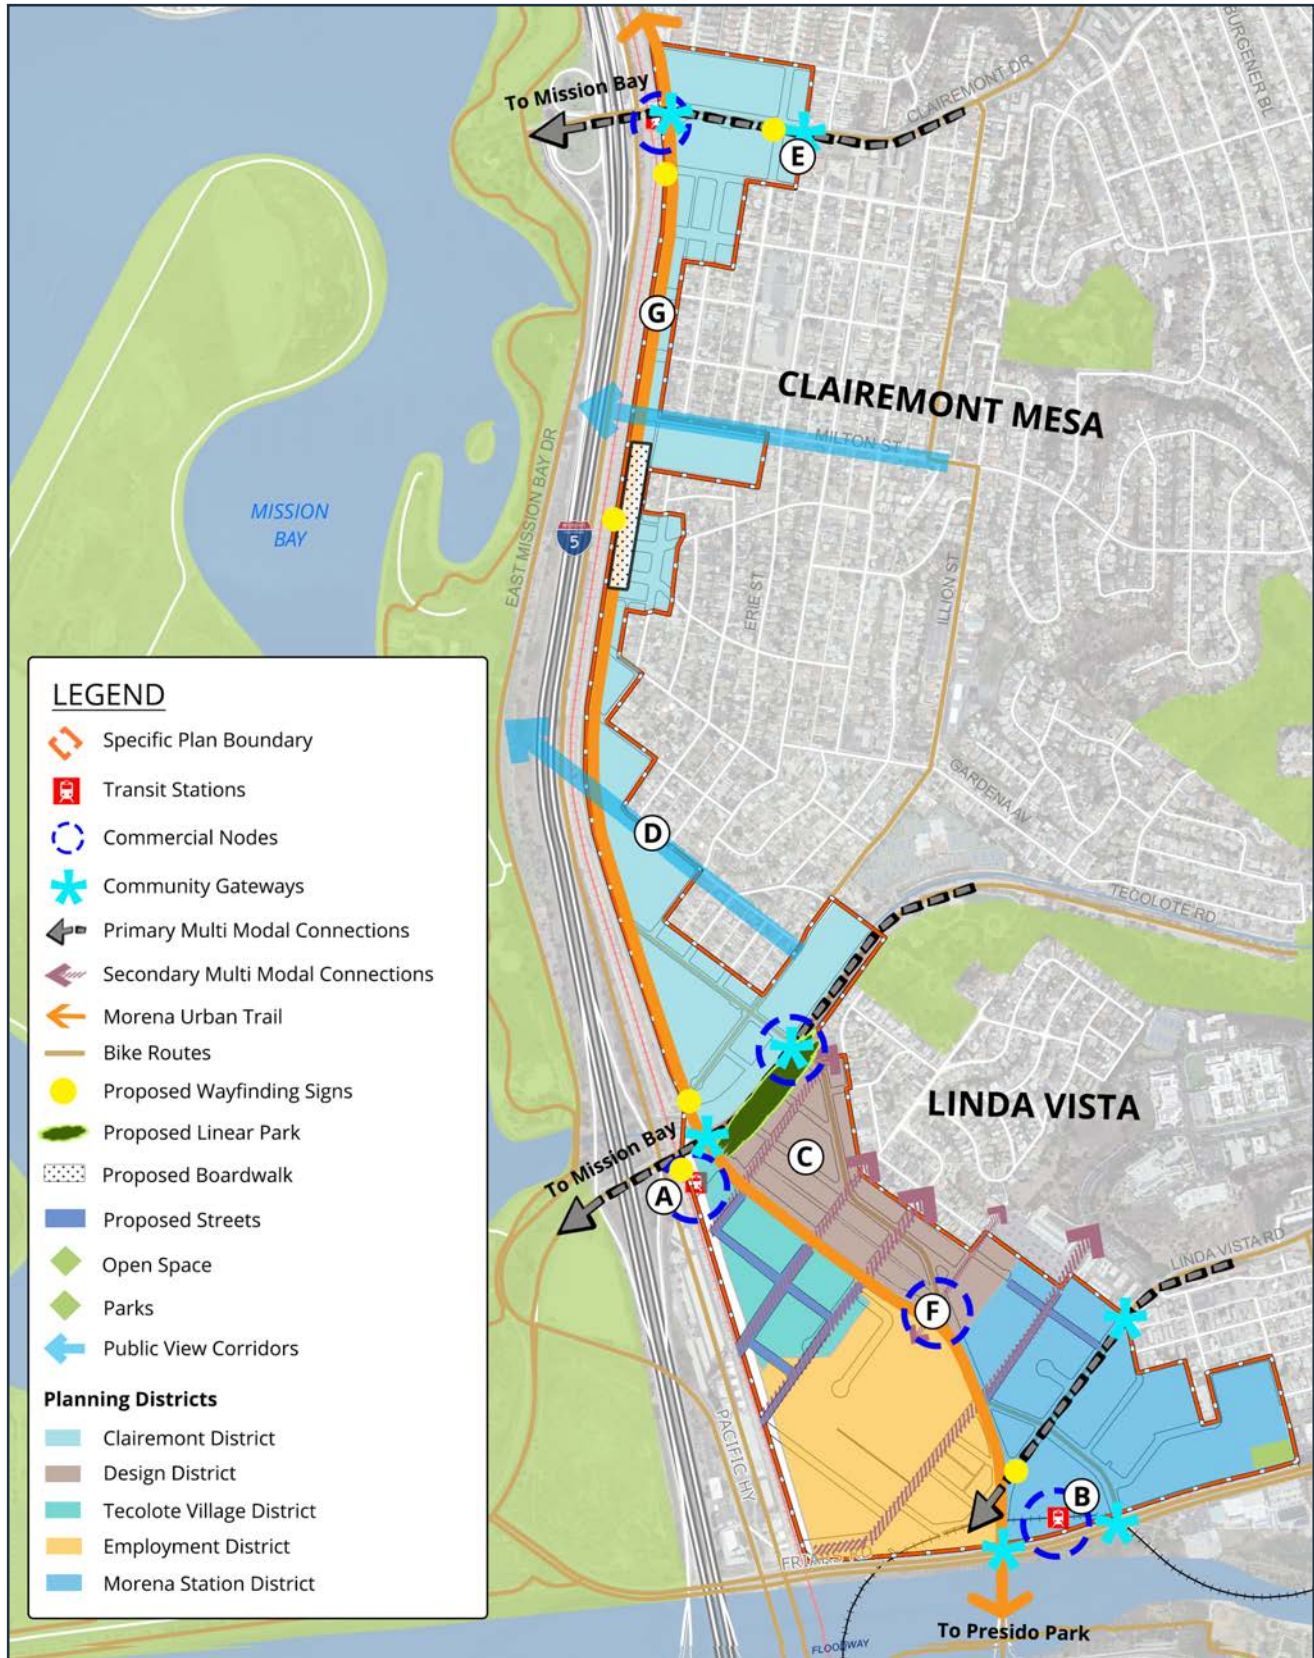 BURGENER BL
To Mission Bay
CLAIREMONT DR
E
G
CLAIREMONT MESA
MILTON ST
MISSION
BAY
EAST MISSION BAY DR
5
ERIE ST
ILLION ST
GARDENA AV
D
TECOLOTE RD
LINDA VISTA
To Mission Bay
C
A
LINDA VISTA RD
F
PACIFIC HY
B
FRIARS RD
To Presido Park
FLOODWAY
LEGEND
Specific Plan Boundary
Transit Stations
Commercial Nodes
Community Gateways
Primary Multi Modal Connections
Secondary Multi Modal Connections
Morena Urban Trail
Bike Routes
Proposed Wayfinding Signs
Proposed Linear Park
Proposed Boardwalk
Proposed Streets
Open Space
Parks
Public View Corridors
Planning Districts
Clairemont District
Design District
Tecolote Village District
Employment District
Morena Station District